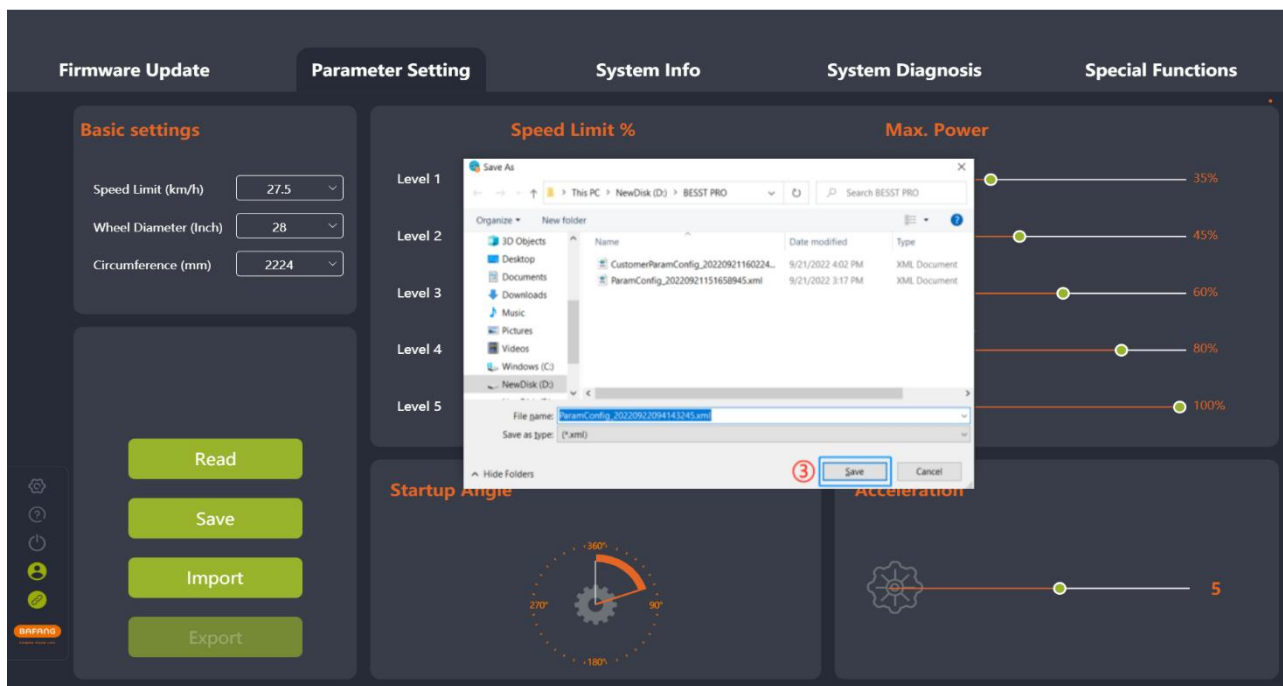 Firmware Update Parameter Setting System Info System Diagnosis Special Functions
Basic settings
Speed Limit (km/h) 27.5
Wheel Diameter (Inch) 28
Circumference (mm) 2224
Read
Save
Import
Export
BAFANG
Speed Limit %
Max. Power
Level 1 35%
Level 2 45%
Level 3 60%
Level 4 80%
Level 5 100%
Save As
This PC > NewDisk (D:) > BESST PRO
Search BESST PRO
Organize New folder
3D Objects
Desktop
Documents
Downloads
Music
Pictures
Videos
Windows (C:)
NewDisk (D:)
Name Date modified Type
CustomerParamConfig_20220921160224... 9/21/2022 4:02 PM XML Document
ParamConfig_20220921151658945.xml 9/21/2022 3:17 PM XML Document
File name: ParamConfig_20220922094143245.xml
Save as type: (*.xml)
Hide Folders
③ Save Cancel
Startup Angle
360°
90°
180°
270°
Acceleration
5